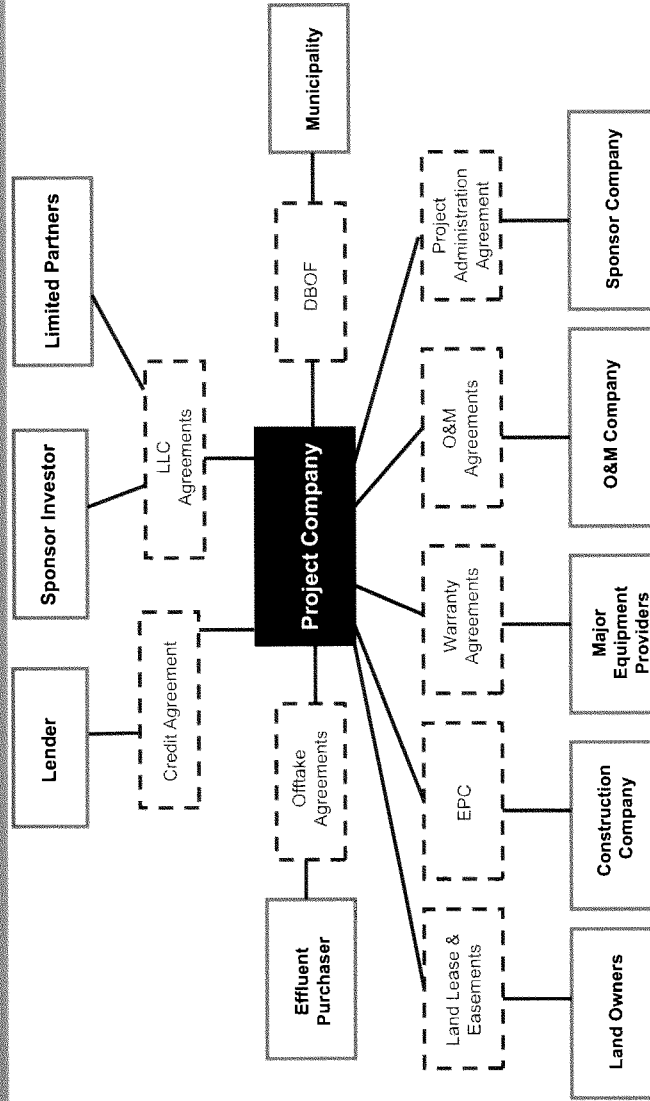 Lender
Sponsor Investor
Limited Partners
Credit Agreement
LLC
Agreements
Effluent
Purchaser
Offtake
Agreements
Project Company
DBOF
Municipality
Land Lease &
Easements
EPC
Warranty
Agreements
O&M
Agreements
Project
Administration
Agreement
Land Owners
Construction
Company
Major
Equipment
Providers
O&M Company
Sponsor Company